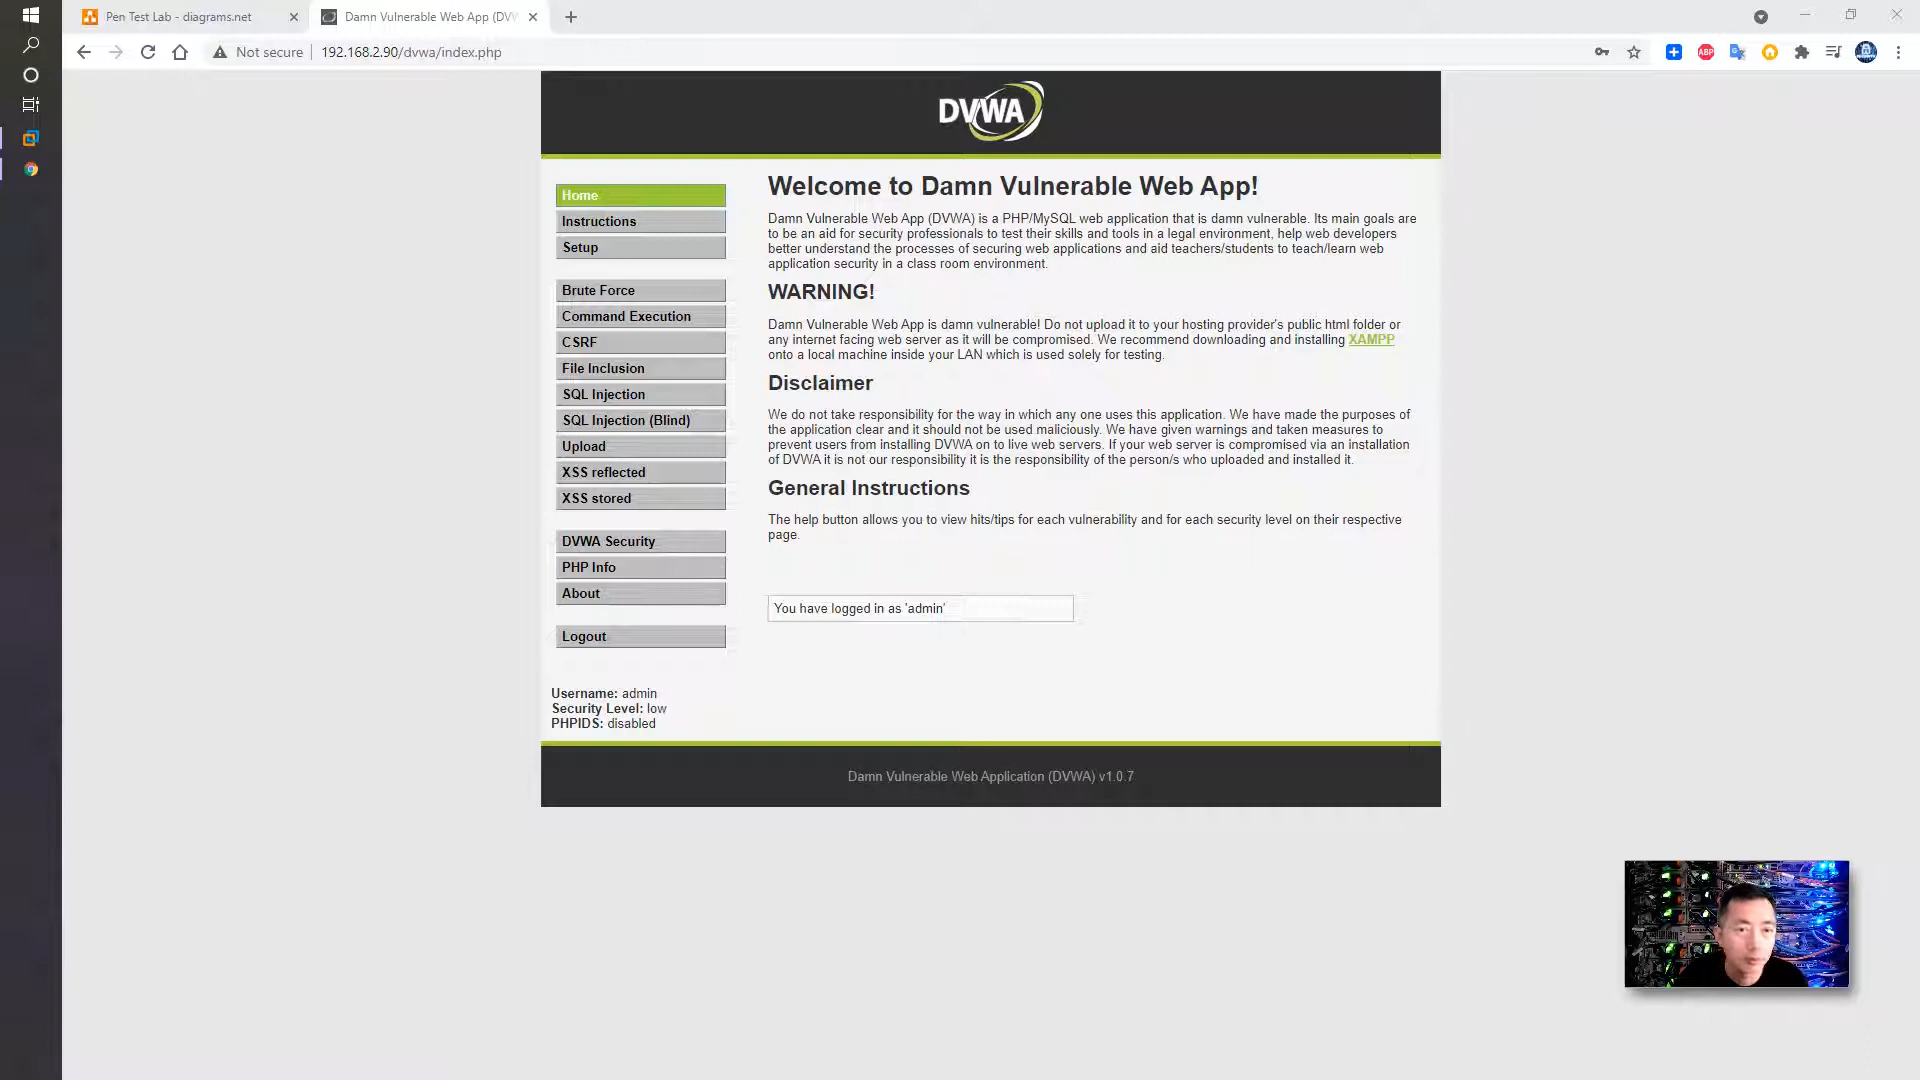 Pen Test Lab - diagrams.net
Damn Vulnerable Web App (DVW
Not secure
192.168.2.90/dvwa/index.php
ABP
DVWA
Home
Instructions
Setup
Brute Force
Command Execution
CSRF
File Inclusion
SQL Injection
SQL Injection (Blind)
Upload
XSS reflected
XSS stored
DVWA Security
PHP Info
About
Logout
Username: admin
Security Level: low
PHPIDS: disabled
Welcome to Damn Vulnerable Web App!
Damn Vulnerable Web App (DVWA) is a PHP/MySQL web application that is damn vulnerable. Its main goals are
to be an aid for security professionals to test their skills and tools in a legal environment, help web developers
better understand the processes of securing web applications and aid teachers/students to teach/learn web
application security in a class room environment.
WARNING!
Damn Vulnerable Web App is damn vulnerable! Do not upload it to your hosting provider's public html folder or
any internet facing web server as it will be compromised. We recommend downloading and installing XAMPP
onto a local machine inside your LAN which is used solely for testing.
Disclaimer
We do not take responsibility for the way in which any one uses this application. We have made the purposes of
the application clear and it should not be used maliciously. We have given warnings and taken measures to
prevent users from installing DVWA on to live web servers. If your web server is compromised via an installation
of DVWA it is not our responsibility it is the responsibility of the person/s who uploaded and installed it.
General Instructions
The help button allows you to view hits/tips for each vulnerability and for each security level on their respective
page.
You have logged in as 'admin'
Damn Vulnerable Web Application (DVWA) v1.0.7